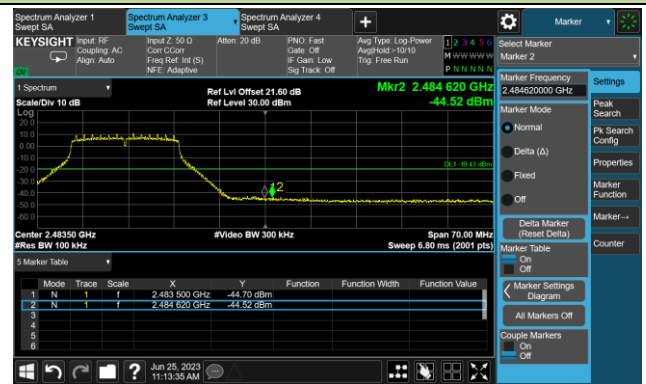 Spectrum Analyzer 1
Swept SA
Spectrum Analyzer 3
Swept SA
Spectrum Analyzer 4
Swept SA
+
Marker
KEYSIGHT
Input: RF
Coupling: AC
Align: Auto
Input Z: 50 Ω
Corr CCorr
Freq Ref: Int (S)
NFE: Adaptive
Atten: 20 dB
PNO: Fast
Gate: Off
IF Gain: Low
Sig Track: Off
Avg Type: Log-Power
Avg|Hold:>10/10
Trig: Free Run
1 2 3 4 5 6
M W W W W W
P N N N N N
Select Marker
Marker 2
1 Spectrum
Scale/Div 10 dB
Log
Ref Lvl Offset 21.60 dB
Ref Level 30.00 dBm
Mkr2 2.484 620 GHz
-44.52 dBm
20.0
10.0
0.00
-10.0
-20.0
-30.0
-40.0
-50.0
-60.0
DL1 -19.43 dBm
1 2
Center 2.48350 GHz
#Res BW 100 kHz
#Video BW 300 kHz
Span 70.00 MHz
Sweep 6.80 ms (2001 pts)
5 Marker Table
Mode Trace Scale X Y Function Function Width Function Value
1 N 1 f 2.483 500 GHz -44.70 dBm
2 N 1 f 2.484 620 GHz -44.52 dBm
3
4
5
6
Jun 25, 2023
11:13:35 AM
Marker Frequency
2.484620000 GHz
Marker Mode
Normal
Delta (Δ)
Fixed
Off
Delta Marker
(Reset Delta)
Marker Table
On
Off
Marker Settings
Diagram
All Markers Off
Couple Markers
On
Off
Settings
Peak
Search
Pk Search
Config
Properties
Marker
Function
Marker→
Counter